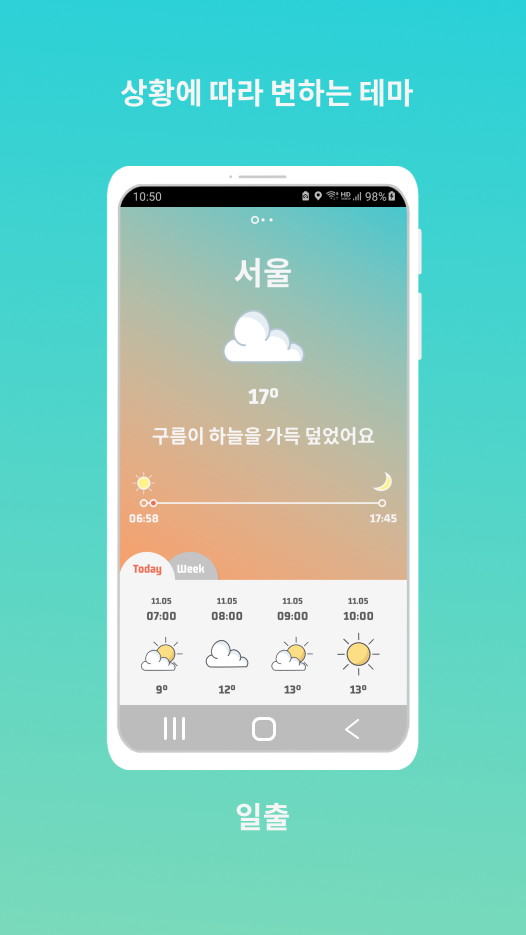 상황에 따라 변하는 테마
10:50 HD 98%
서울
17º
구름이 하늘을 가득 덮었어요
06:58 17:45
Today Week
11.05 11.05 11.05 11.05
07:00 08:00 09:00 10:00
9º 12º 13º 13º
일출